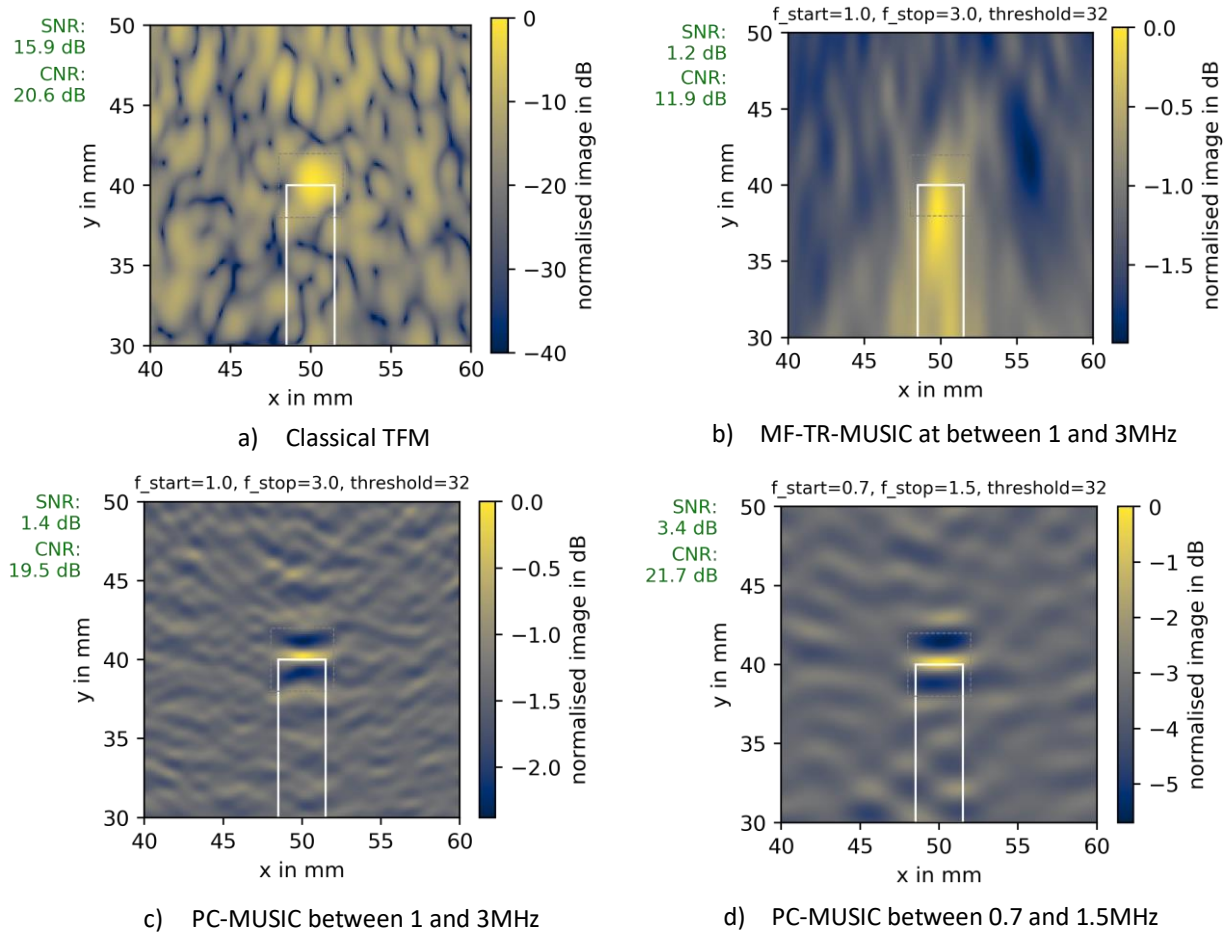 SNR:
15.9 dB
CNR:
20.6 dB
50
45
40
35
30
40
45
50
55
60
y in mm
x in mm
0
−10
−20
−30
−40
normalised image in dB
a) Classical TFM
f_start=1.0, f_stop=3.0, threshold=32
SNR:
1.2 dB
CNR:
11.9 dB
50
45
40
35
30
40
45
50
55
60
y in mm
x in mm
0.0
−0.5
−1.0
−1.5
normalised image in dB
b) MF-TR-MUSIC at between 1 and 3MHz
f_start=1.0, f_stop=3.0, threshold=32
SNR:
1.4 dB
CNR:
19.5 dB
50
45
40
35
30
40
45
50
55
60
y in mm
x in mm
0.0
−0.5
−1.0
−1.5
−2.0
normalised image in dB
c) PC-MUSIC between 1 and 3MHz
f_start=0.7, f_stop=1.5, threshold=32
SNR:
3.4 dB
CNR:
21.7 dB
50
45
40
35
30
40
45
50
55
60
y in mm
x in mm
0
−1
−2
−3
−4
−5
normalised image in dB
d) PC-MUSIC between 0.7 and 1.5MHz